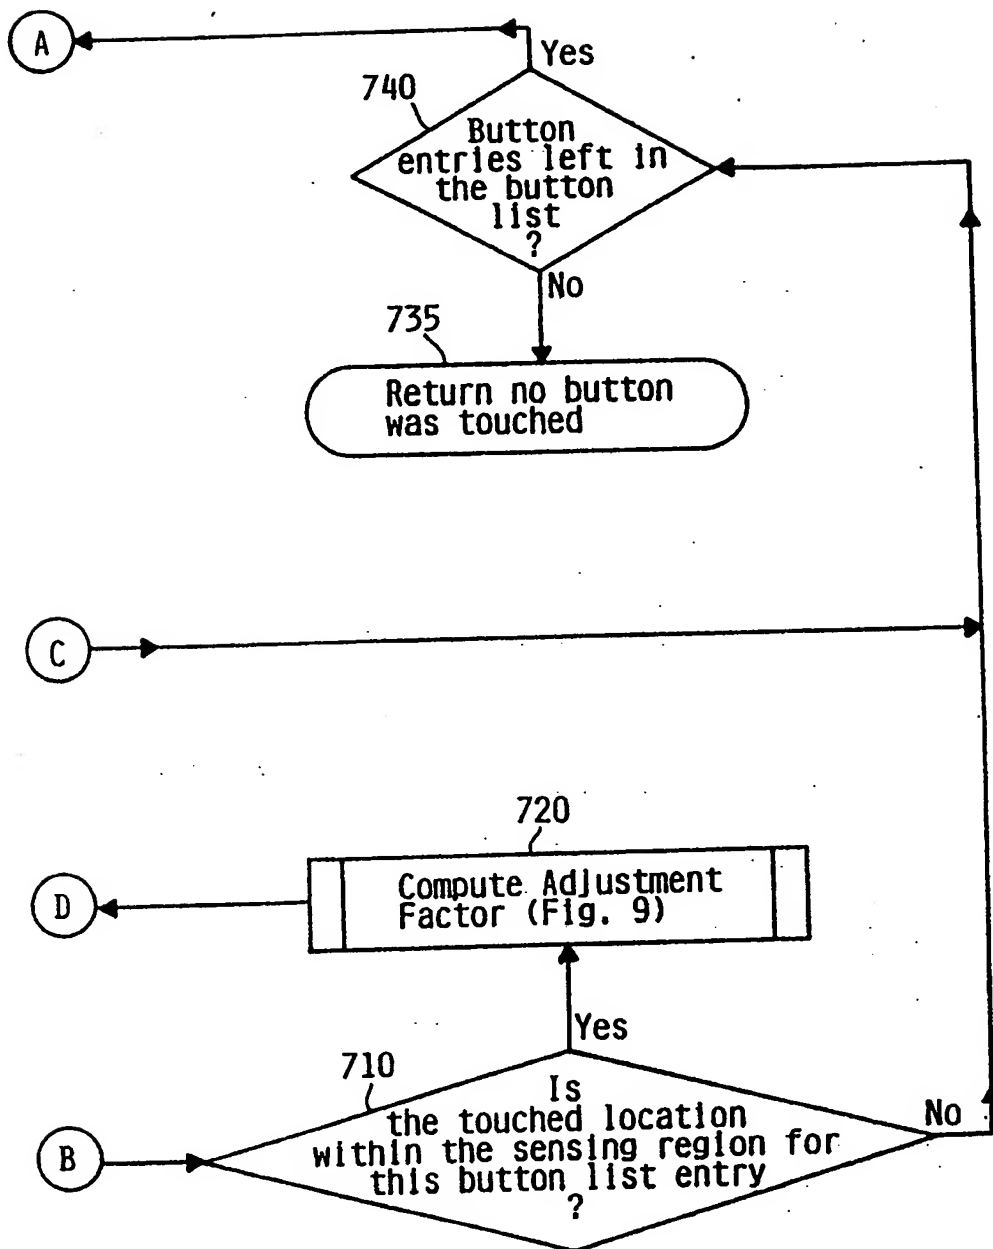 A
Yes
740
Button
entries left in
the button
list
?
No
735
Return no button
was touched
C
720
D
Compute Adjustment
Factor (Fig. 9)
Yes
710
Is
the touched location
within the sensing region for
this button list entry
?
No
B